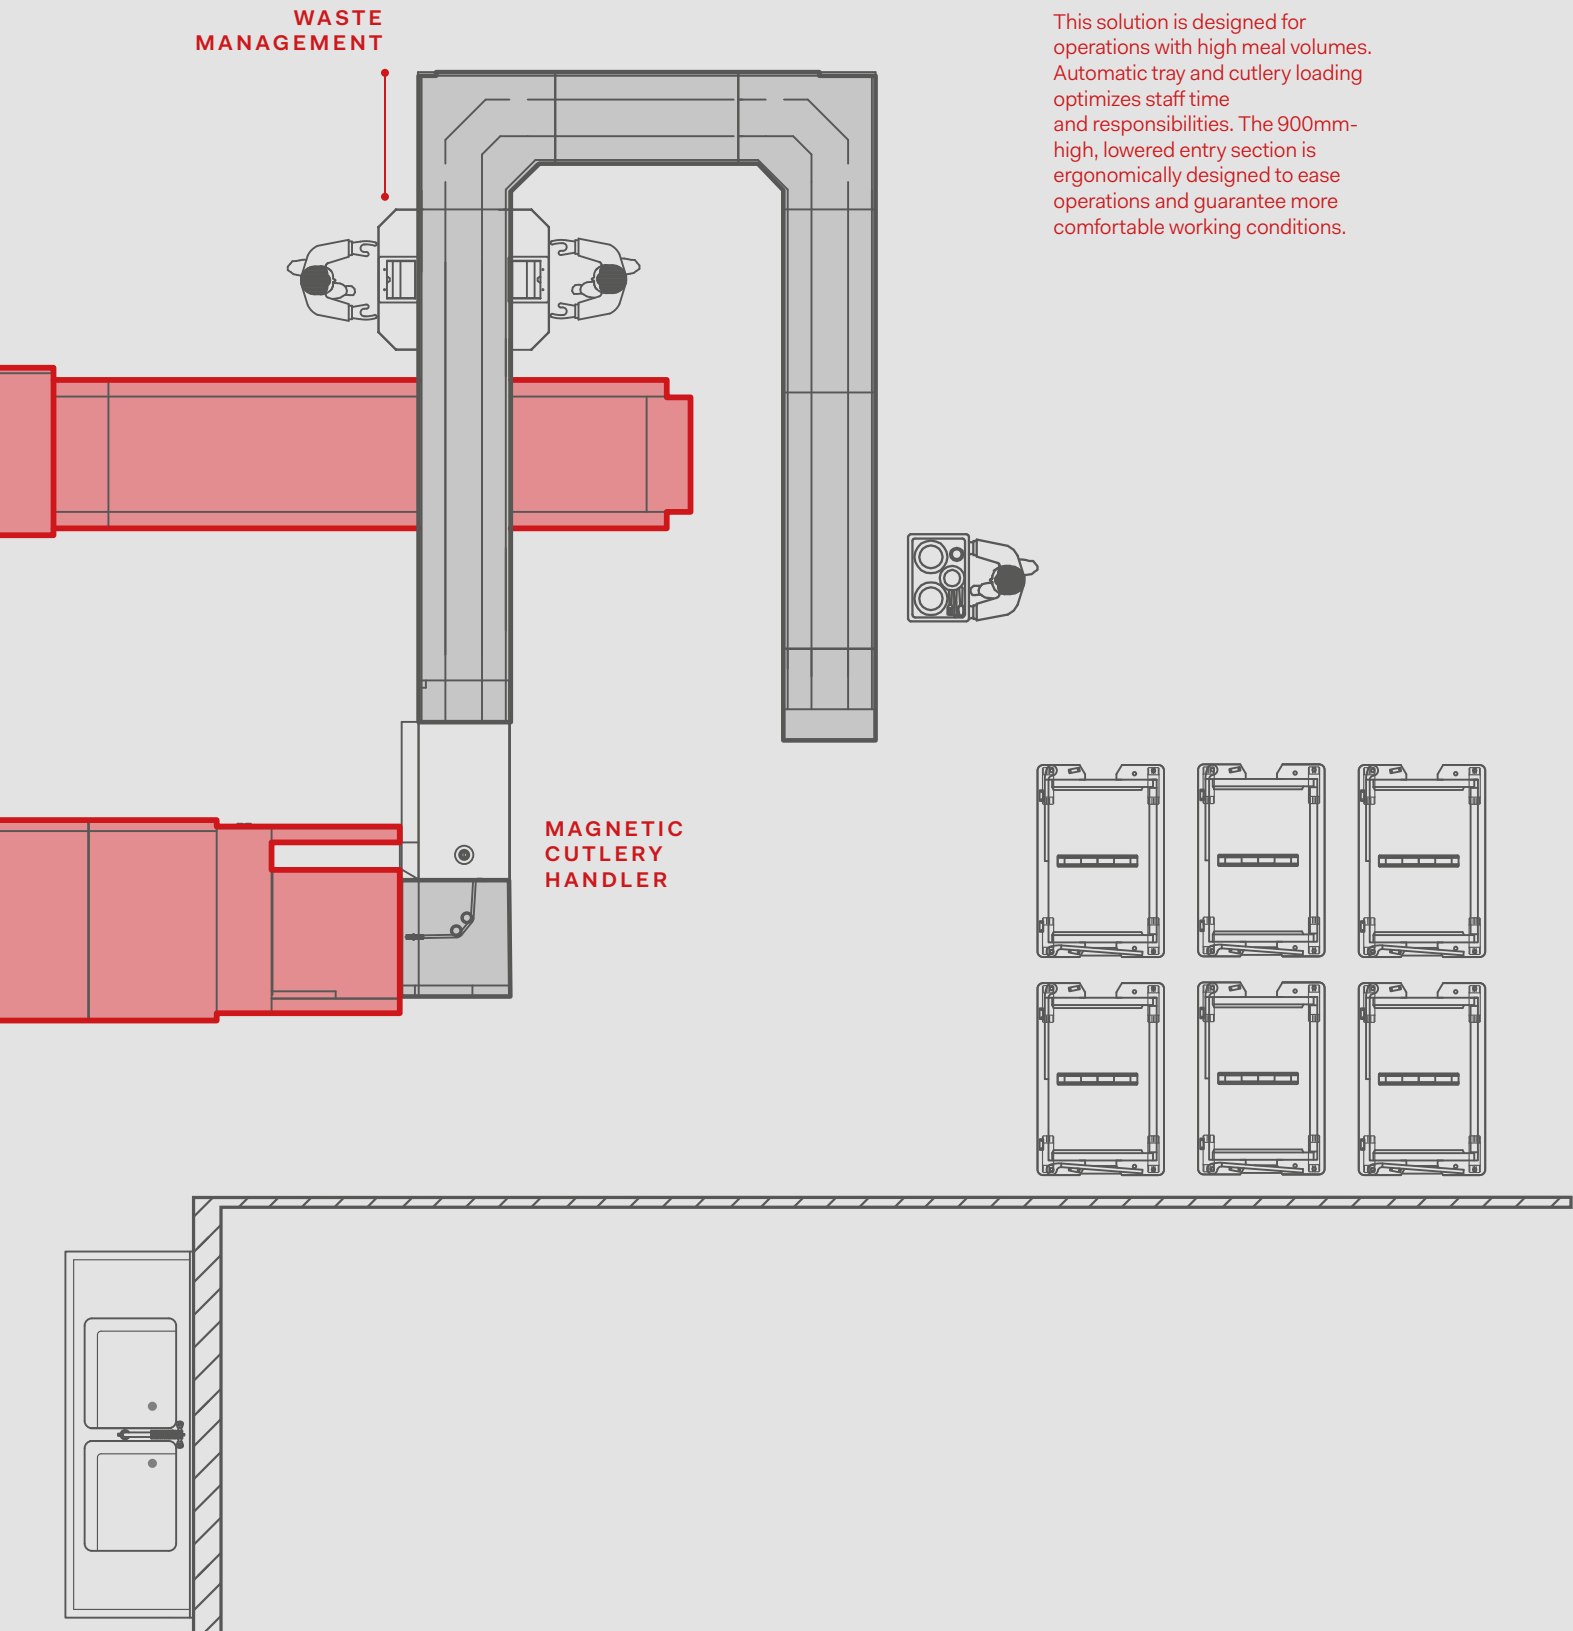 WASTE
MANAGEMENT
This solution is designed for
operations with high meal volumes.
Automatic tray and cutlery loading
optimizes staff time
and responsibilities. The 900mm-
high, lowered entry section is
ergonomically designed to ease
operations and guarantee more
comfortable working conditions.
MAGNETIC
CUTLERY
HANDLER